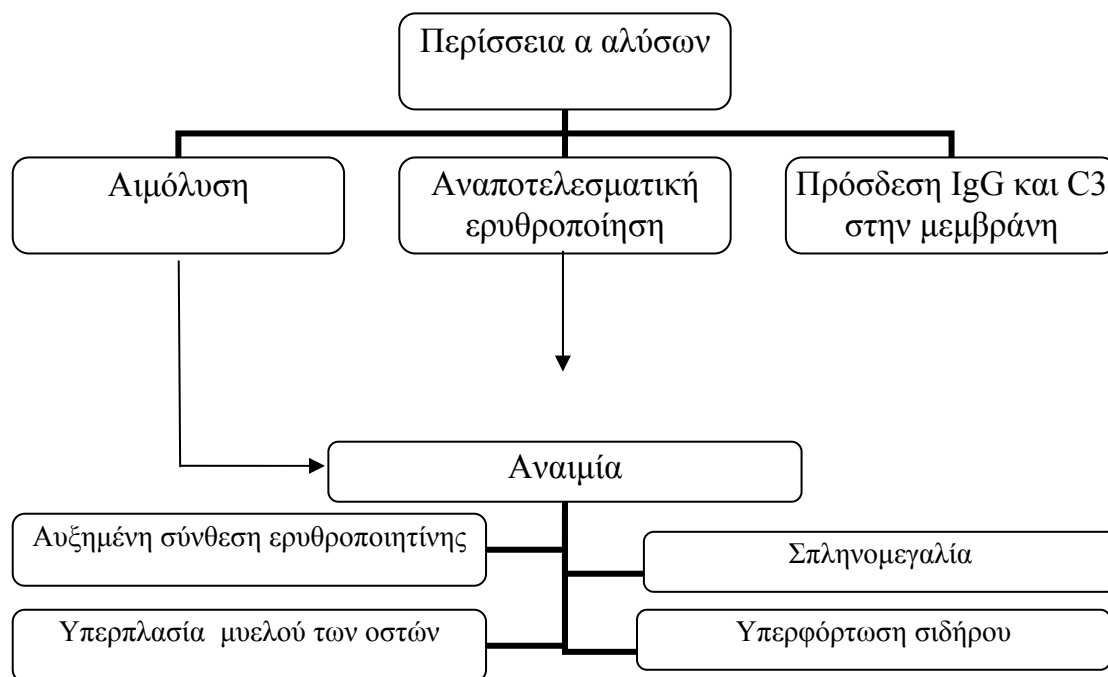 Περίσσεια α αλύσων
Αιμόλυση
Αναποτελεσματική
ερυθροποίηση
Πρόσδεση IgG και C3
στην μεμβράνη
Αναιμία
Αυξημένη σύνθεση ερυθροποιητίνης
Σπληνομεγαλία
Υπερπλασία μυελού των οστών
Υπερφόρτωση σιδήρου